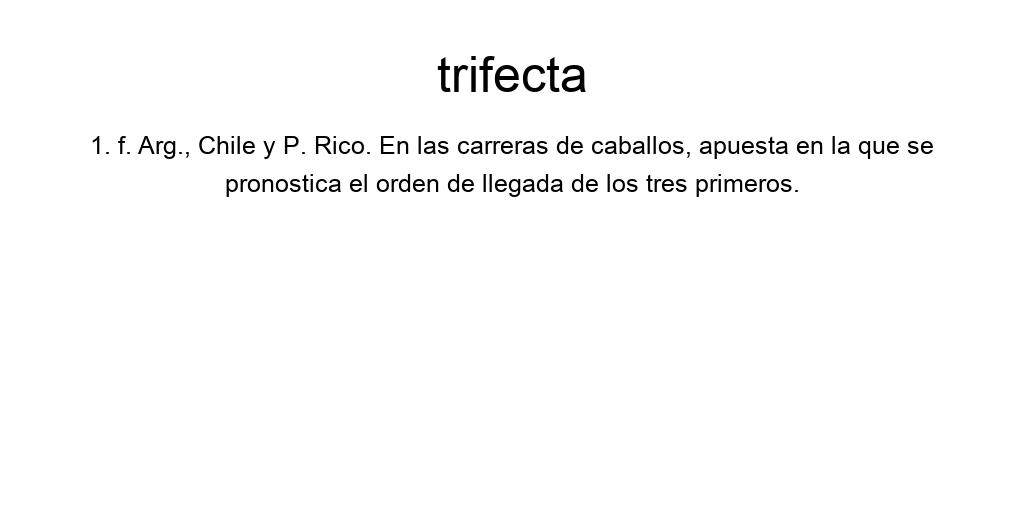 trifecta
1. f. Arg., Chile y P. Rico. En las carreras de caballos, apuesta en la que se
pronostica el orden de llegada de los tres primeros.